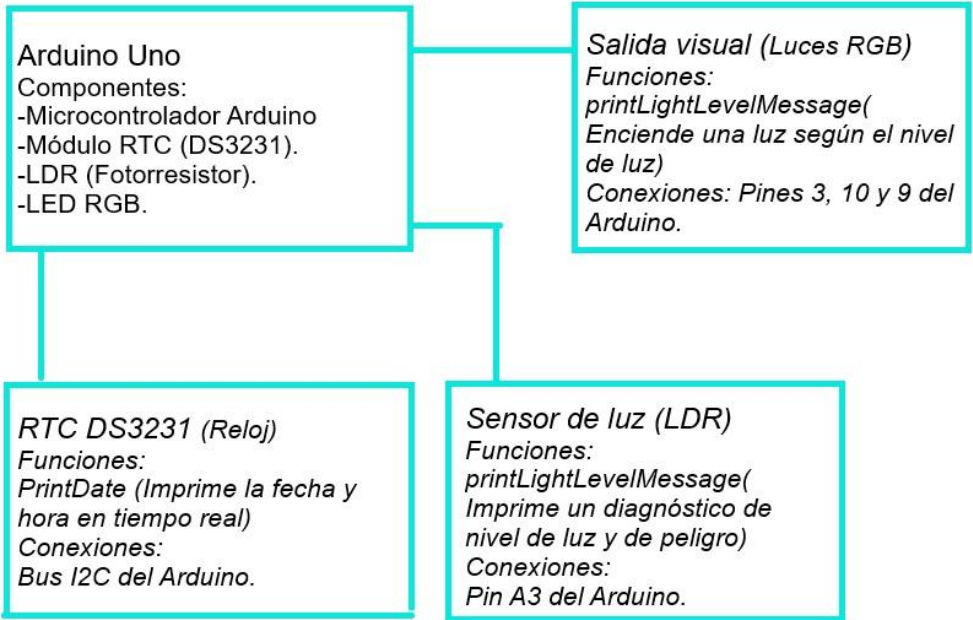 Arduino Uno
Componentes:
-Microcontrolador Arduino
-Módulo RTC (DS3231).
-LDR (Fotorresistor).
-LED RGB.
Salida visual (Luces RGB)
Funciones:
printLightLevelMessage(
Enciende una luz según el nivel
de luz)
Conexiones: Pines 3, 10 y 9 del
Arduino.
RTC DS3231 (Reloj)
Funciones:
PrintDate (Imprime la fecha y
hora en tiempo real)
Conexiones:
Bus I2C del Arduino.
Sensor de luz (LDR)
Funciones:
printLightLevelMessage(
Imprime un diagnóstico de
nivel de luz y de peligro)
Conexiones:
Pin A3 del Arduino.